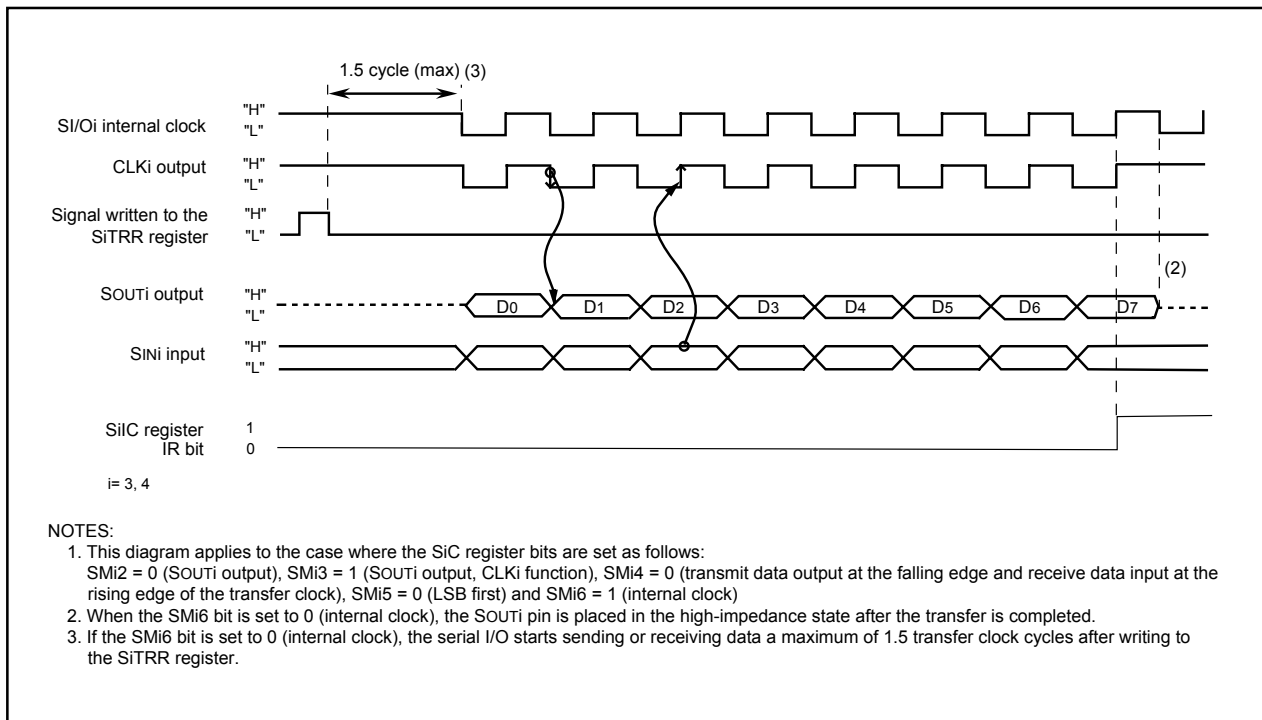 1.5 cycle (max) (3)
SI/Oi internal clock
"H"
"L"
CLKi output
"H"
"L"
Signal written to the
SiTRR register
"H"
"L"
(2)
SOUTi output
"H"
"L"
D0 D1 D2 D3 D4 D5 D6 D7
SINi input
"H"
"L"
SiIC register
IR bit
1
0
i= 3, 4
NOTES:
1. This diagram applies to the case where the SiC register bits are set as follows:
SMi2 = 0 (SOUTi output), SMi3 = 1 (SOUTi output, CLKi function), SMi4 = 0 (transmit data output at the falling edge and receive data input at the
rising edge of the transfer clock), SMi5 = 0 (LSB first) and SMi6 = 1 (internal clock)
2. When the SMi6 bit is set to 0 (internal clock), the SOUTi pin is placed in the high-impedance state after the transfer is completed.
3. If the SMi6 bit is set to 0 (internal clock), the serial I/O starts sending or receiving data a maximum of 1.5 transfer clock cycles after writing to
the SiTRR register.